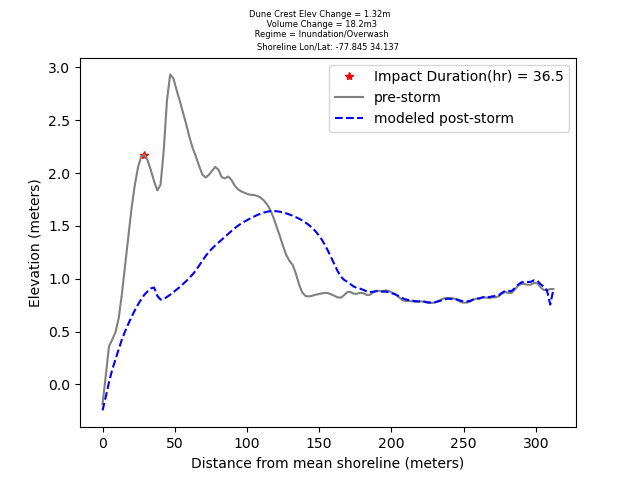 Dune Crest Elev Change = 1.32m
Volume Change = 18.2m3
Regime = Inundation/Overwash
Shoreline Lon/Lat: -77.845 34.137
Impact Duration(hr) = 36.5
pre-storm
modeled post-storm
Elevation (meters)
3.0
2.5
2.0
1.5
1.0
0.5
0.0
0 50 100 150 200 250 300
Distance from mean shoreline (meters)